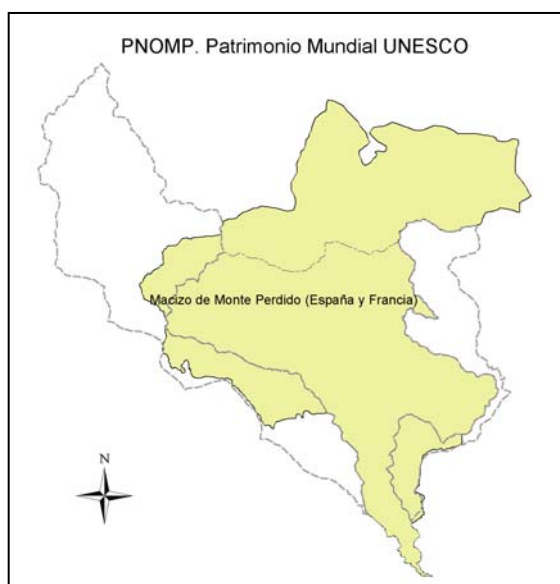 PNOMP. Patrimonio Mundial UNESCO
Macizo de Monte Perdido (España y Francia)
N